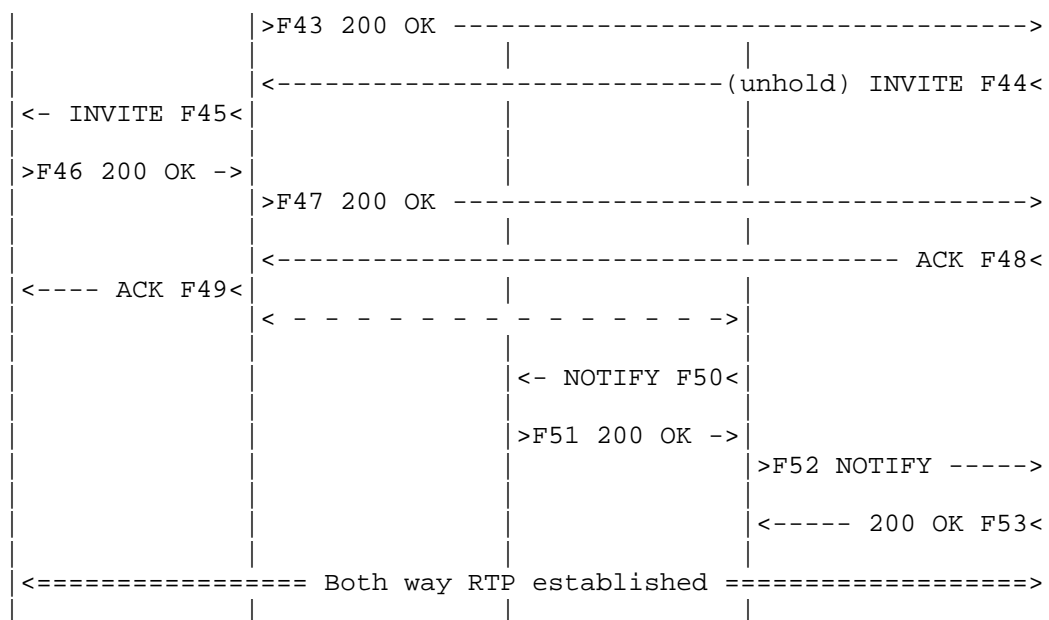 >F43 200 OK ------------------------------------>
<----------------------------(unhold) INVITE F44<
<- INVITE F45<
>F46 200 OK ->
>F47 200 OK ------------------------------------>
<--------------------------------------- ACK F48<
<---- ACK F49<
< - - - - - - - - - - - - - ->
<- NOTIFY F50<
>F51 200 OK ->
>F52 NOTIFY ----->
<----- 200 OK F53<
<================== Both way RTP established ===================>